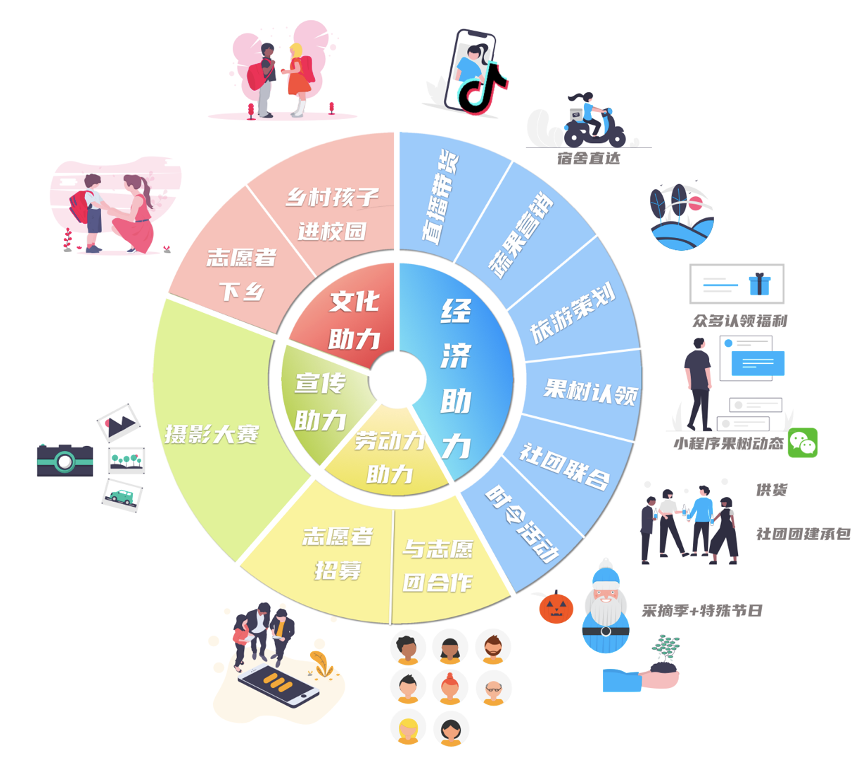 宿舍直达
直播带货
蔬果营销
旅游策划
果树认领
社团联合
时令活动
众多认领福利
小程序果树动态
供货
社团团建承包
采摘季+特殊节日
乡村孩子
进校园
志愿者
下乡
摄影大赛
志愿者
招募
与志愿
团合作
文化
助力
经
济
助
力
宣传
助力
劳动力
助力